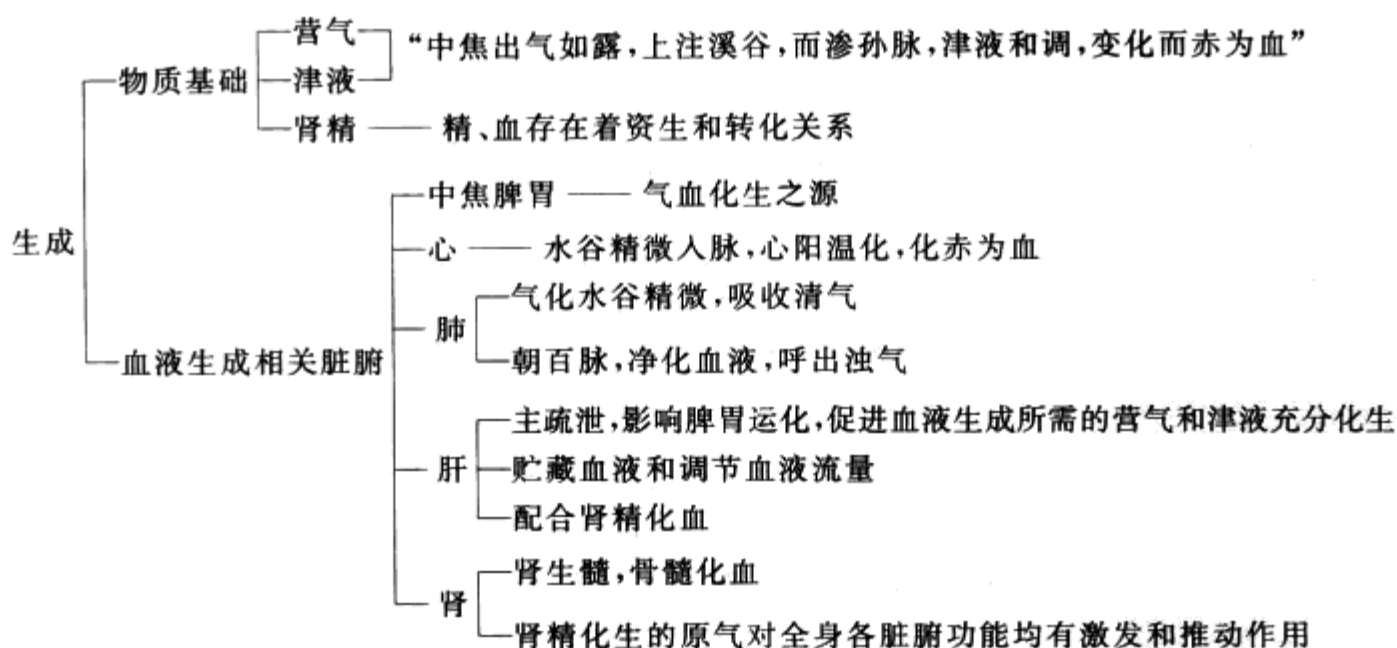 营气
“中焦出气如露,上注溪谷,而渗孙脉,津液和调,变化而赤为血”
物质基础
津液
肾精 —— 精、血存在着资生和转化关系
中焦脾胃 —— 气血化生之源
生成
心 —— 水谷精微人脉,心阳温化,化赤为血
气化水谷精微,吸收清气
肺
朝百脉,净化血液,呼出浊气
血液生成相关脏腑
主疏泄,影响脾胃运化,促进血液生成所需的营气和津液充分化生
肝
贮藏血液和调节血液流量
配合肾精化血
肾生髓,骨髓化血
肾
肾精化生的原气对全身各脏腑功能均有激发和推动作用